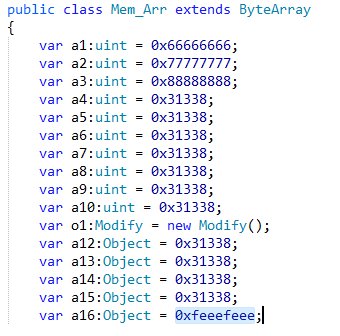 public class Mem_Arr extends ByteArray
{
var a1:uint = 0x66666666;
var a2:uint = 0x77777777;
var a3:uint = 0x88888888;
var a4:uint = 0x31338;
var a5:uint = 0x31338;
var a6:uint = 0x31338;
var a7:uint = 0x31338;
var a8:uint = 0x31338;
var a9:uint = 0x31338;
var a10:uint = 0x31338;
var o1:Modify = new Modify();
var a12:Object = 0x31338;
var a13:Object = 0x31338;
var a14:Object = 0x31338;
var a15:Object = 0x31338;
var a16:Object = 0xfeeefeee;